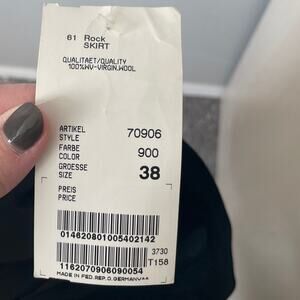 61 Rock
SKIRT
QUALITAET/QUALITY
100%WV-VIRGIN.WOOL
ARTIKEL
STYLE 70906
FARBE
COLOR 900
GROESSE
SIZE 38
PREIS
PRICE
014620801005402142
3730
T158
1162070906090054
MADE IN FED.REP.O.GERMANY**